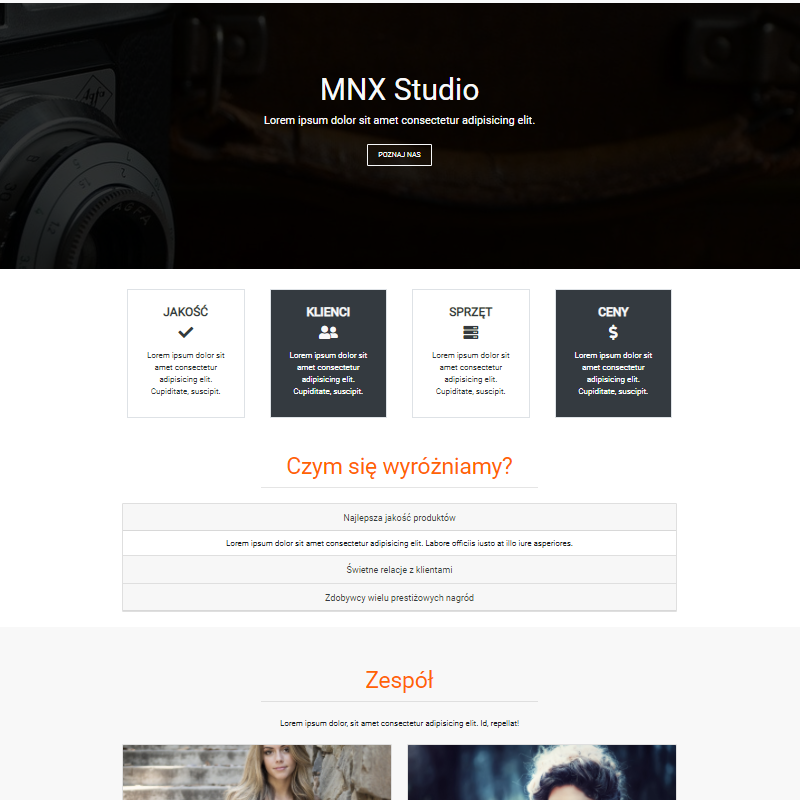 Agfa
AGFA
MNX Studio
Lorem ipsum dolor sit amet consectetur adipisicing elit.
POZNAJ NAS
JAKOŚĆ
Lorem ipsum dolor sit
amet consectetur
adipisicing elit.
Cupiditate, suscipit.
KLIENCI
Lorem ipsum dolor sit
amet consectetur
adipisicing elit.
Cupiditate, suscipit.
SPRZĘT
Lorem ipsum dolor sit
amet consectetur
adipisicing elit.
Cupiditate, suscipit.
CENY
$
Lorem ipsum dolor sit
amet consectetur
adipisicing elit.
Cupiditate, suscipit.
Czym się wyróżniamy?
Najlepsza jakość produktów
Lorem ipsum dolor sit amet consectetur adipisicing elit. Labore officiis iusto at illo iure asperiores.
Świetne relacje z klientami
Zdobywcy wielu prestiżowych nagród
Zespół
Lorem ipsum dolor, sit amet consectetur adipisicing elit. Id, repellat!